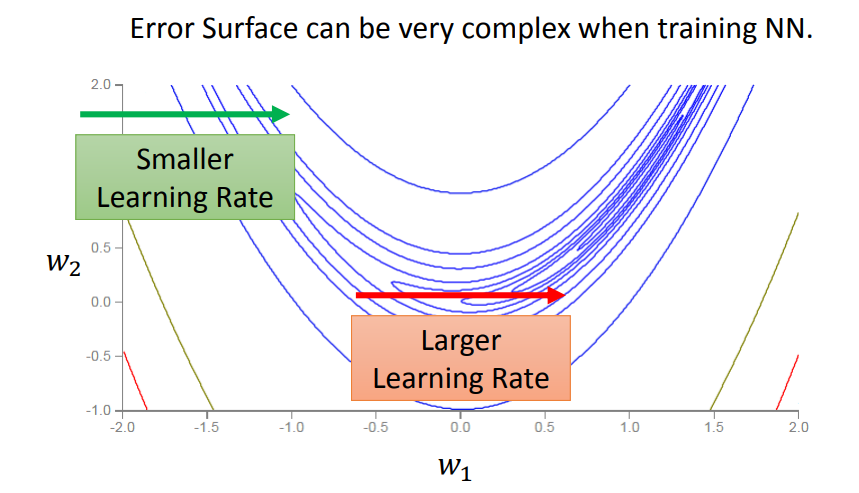 Error Surface can be very complex when training NN.
2.0
Smaller
Learning Rate
0.5
w₂
0.0
Larger
Learning Rate
-0.5
-1.0
-2.0 -1.5 -1.0 -0.5 0.0 0.5 1.0 1.5 2.0
w₁